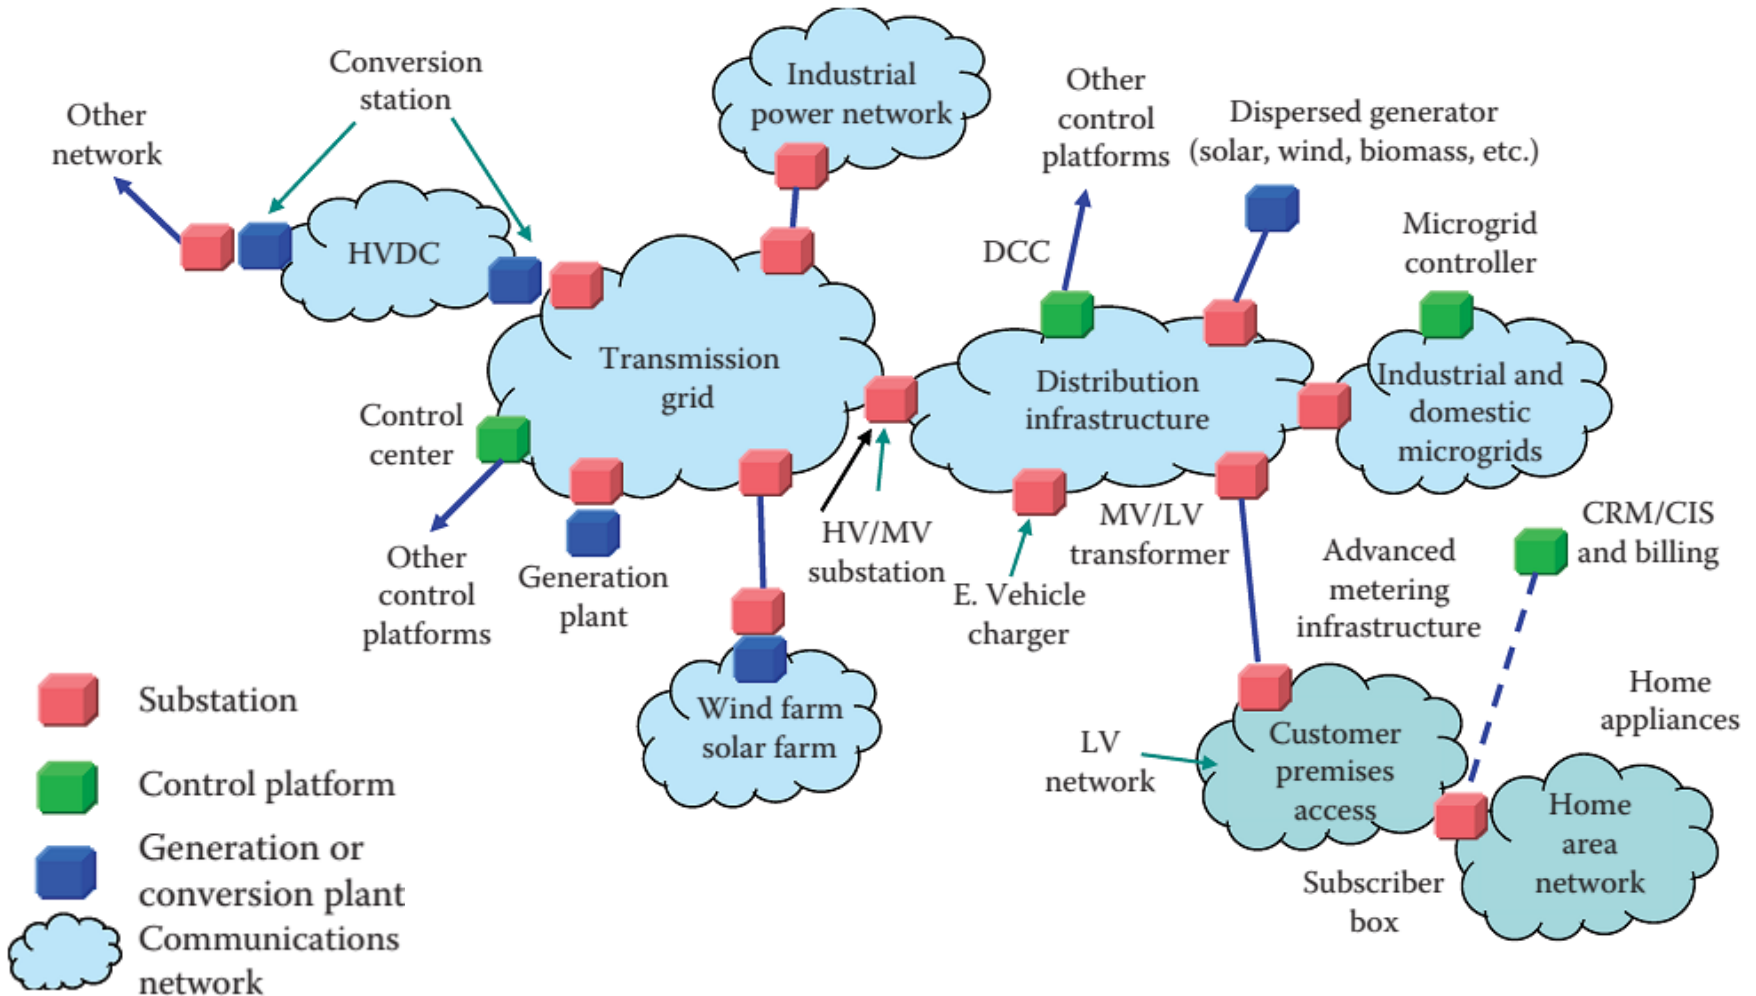 Conversion
station
Other
network
HVDC
Industrial
power network
Other
control
platforms
Dispersed generator
(solar, wind, biomass, etc.)
DCC
Microgrid
controller
Transmission
grid
Distribution
infrastructure
Industrial and
domestic
microgrids
Control
center
Other
control
platforms
Generation
plant
HV/MV
substation
E. Vehicle
charger
MV/LV
transformer
Advanced
metering
infrastructure
CRM/CIS
and billing
Wind farm
solar farm
LV
network
Customer
premises
access
Home
appliances
Home
area
network
Subscriber
box
Substation
Control platform
Generation or
conversion plant
Communications
network